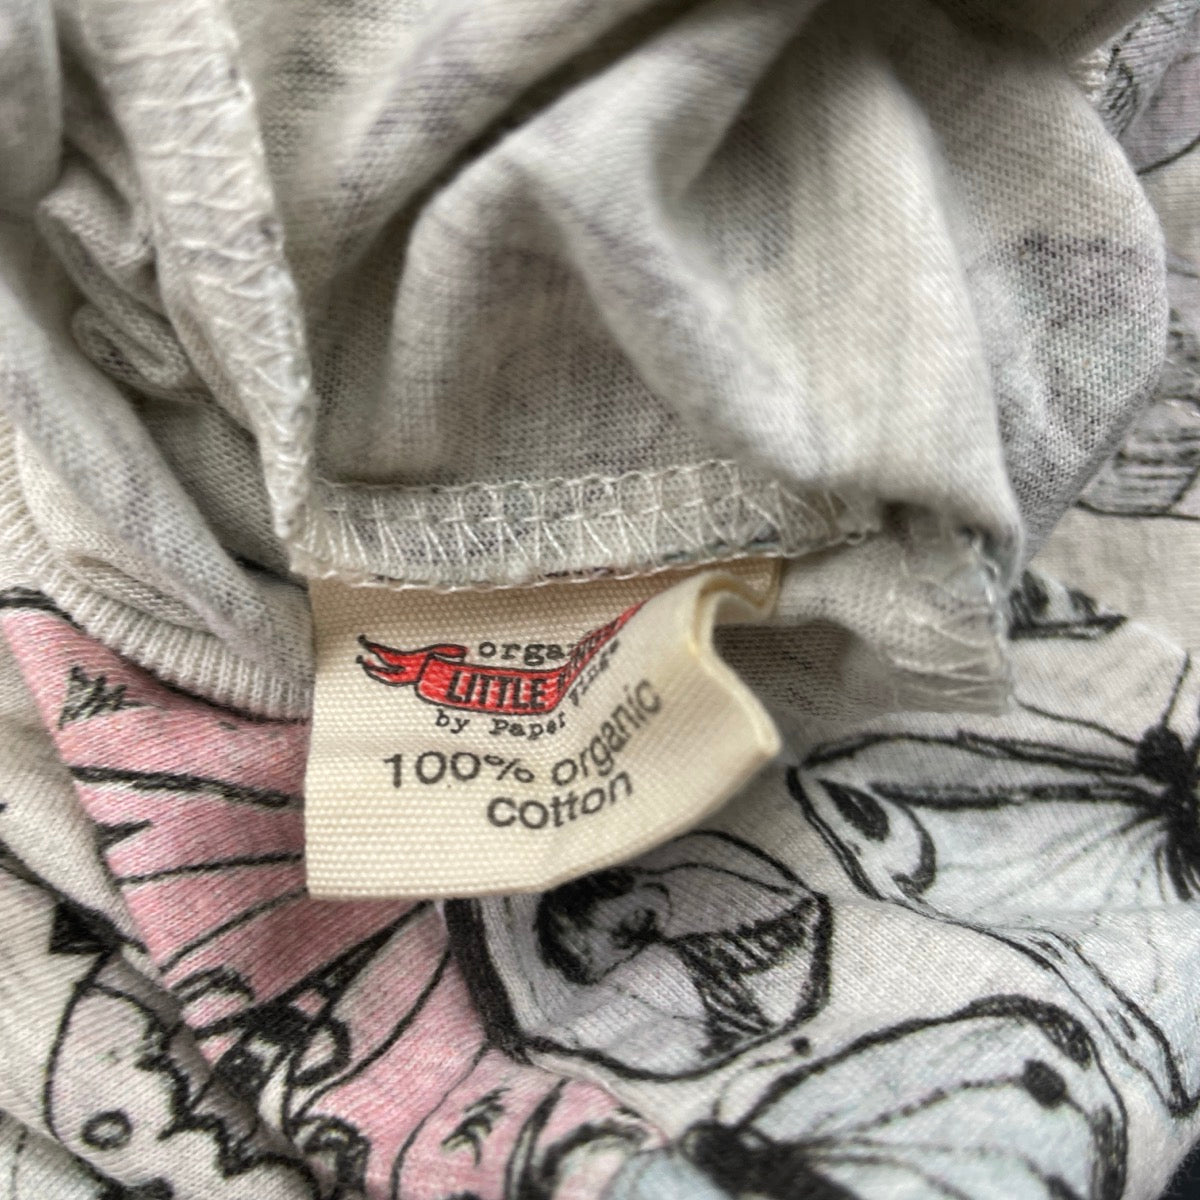 LITTLE
by paper
100% organic
cotton